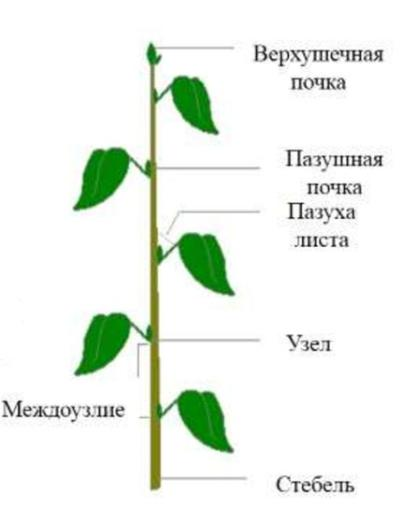 Верхушечная
почка
Пазушная
почка
Пазуха
листа
Узел
Междоузлие
Стебель